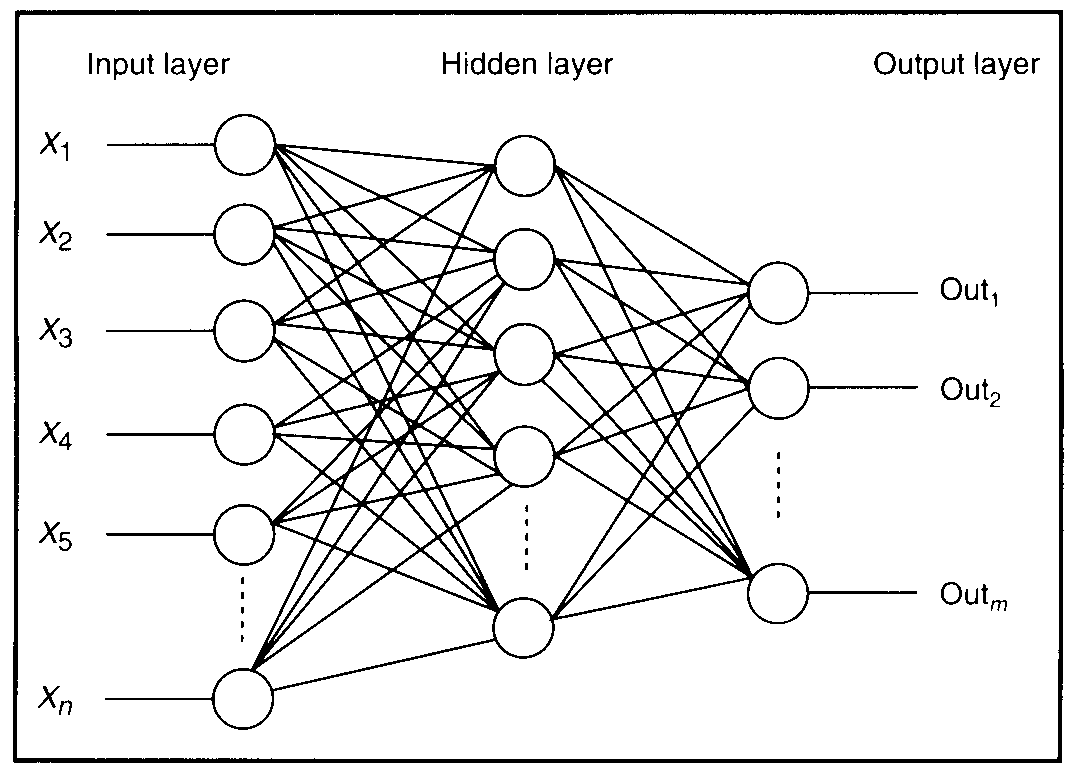 Input layer Hidden layer Output layer
X1
X2
X3
X4
X5
Xn
Out1
Out2
Outm